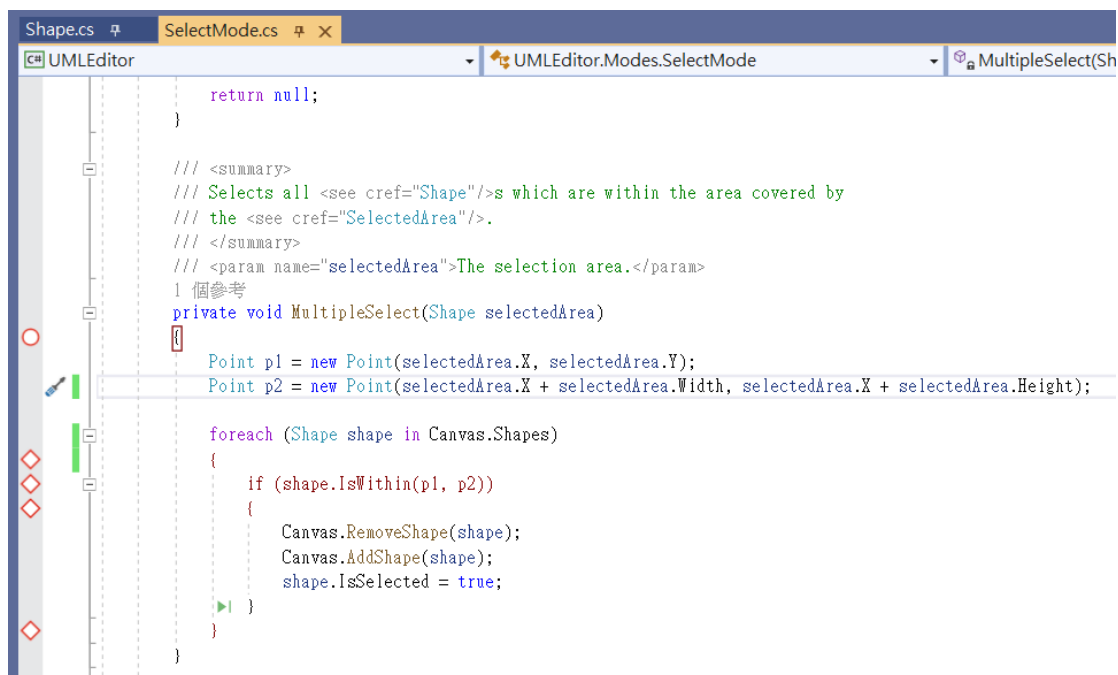 Shape.cs
SelectMode.cs
C# UMLEditor
UMLEditor.Modes.SelectMode
MultipleSelect(Sh
return null;
}
/// <summary>
/// Selects all <see cref="Shape"/>s which are within the area covered by
/// the <see cref="SelectedArea"/>.
/// </summary>
/// <param name="selectedArea">The selection area.</param>
1 個參考
private void MultipleSelect(Shape selectedArea)
{
Point p1 = new Point(selectedArea.X, selectedArea.Y);
Point p2 = new Point(selectedArea.X + selectedArea.Width, selectedArea.X + selectedArea.Height);
foreach (Shape shape in Canvas.Shapes)
{
if (shape.IsWithin(p1, p2))
{
Canvas.RemoveShape(shape);
Canvas.AddShape(shape);
shape.IsSelected = true;
}
}
}